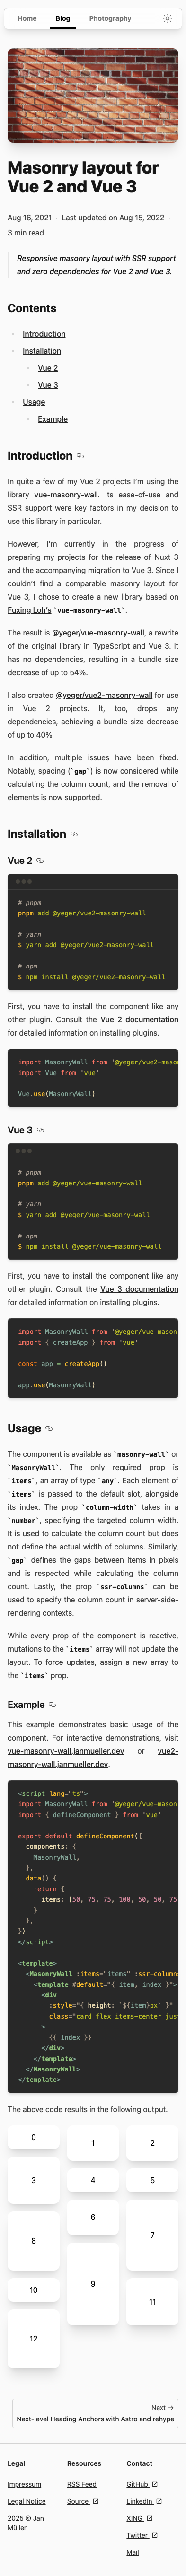 Home Blog Photography
Masonry layout for
Vue 2 and Vue 3
Aug 16, 2021 · Last updated on Aug 15, 2022 ·
3 min read
Responsive masonry layout with SSR support
and zero dependencies for Vue 2 and Vue 3.
Contents
Introduction
Installation
Vue 2
Vue 3
Usage
Example
Introduction
In quite a few of my Vue 2 projects I'm using the
library vue-masonry-wall. Its ease-of-use and
SSR support were key factors in my decision to
use this library in particular.
However, I'm currently in the progress of
preparing my projects for the release of Nuxt 3
and the accompanying migration to Vue 3. Since I
couldn't find a comparable masonry layout for
Vue 3, I chose to create a new library based on
Fuxing Loh's `vue-masonry-wall`.
The result is @yeger/vue-masonry-wall, a rewrite
of the original library in TypeScript and Vue 3. It
has no dependencies, resulting in a bundle size
decrease of up to 54%.
I also created @yeger/vue2-masonry-wall for use
in Vue 2 projects. It, too, drops any
dependencies, achieving a bundle size decrease
of up to 40%
In addition, multiple issues have been fixed.
Notably, spacing (`gap`) is now considered while
calculating the column count, and the removal of
elements is now supported.
Installation
Vue 2
# pnpm
pnpm add @yeger/vue2-masonry-wall
# yarn
$ yarn add @yeger/vue2-masonry-wall
# npm
$ npm install @yeger/vue2-masonry-wall
First, you have to install the component like any
other plugin. Consult the Vue 2 documentation
for detailed information on installing plugins.
import MasonryWall from '@yeger/vue2-maso
import Vue from 'vue'
Vue.use(MasonryWall)
Vue 3
# pnpm
pnpm add @yeger/vue-masonry-wall
# yarn
$ yarn add @yeger/vue-masonry-wall
# npm
$ npm install @yeger/vue-masonry-wall
First, you have to install the component like any
other plugin. Consult the Vue 3 documentation
for detailed information on installing plugins.
import MasonryWall from '@yeger/vue-mason
import { createApp } from 'vue'
const app = createApp()
app.use(MasonryWall)
Usage
The component is available as `masonry-wall` or
`MasonryWall`. The only required prop is
`items`, an array of type `any`. Each element of
`items` is passed to the default slot, alongside
its index. The prop `column-width` takes in a
`number`, specifying the targeted column width.
It is used to calculate the column count but does
not define the actual width of columns. Similarly,
`gap` defines the gaps between items in pixels
and is respected while calculating the column
count. Lastly, the prop `ssr-columns` can be
used to specify the column count in server-side-
rendering contexts.
While every prop of the component is reactive,
mutations to the `items` array will not update the
layout. To force updates, assign a new array to
the `items` prop.
Example
This example demonstrates basic usage of the
component. For interactive demonstrations, visit
vue-masonry-wall.janmueller.dev or vue2-
masonry-wall.janmueller.dev.
<script lang="ts">
import MasonryWall from '@yeger/vue-mason
import { defineComponent } from 'vue'
export default defineComponent({
components: {
MasonryWall,
},
data() {
return {
items: [50, 75, 75, 100, 50, 50, 75
}
},
})
</script>
<template>
<MasonryWall :items="items" :ssr-column
<template #default="{ item, index }">
<div
:style="{ height: `${item}px` }"
class="card flex items-center jus
>
{{ index }}
</div>
</template>
</MasonryWall>
</template>
The above code results in the following output.
0
1
2
3
4
5
6
7
8
9
10
11
12
Next →
Next-level Heading Anchors with Astro and rehype
Legal Resources Contact
Impressum RSS Feed GitHub
Legal Notice Source LinkedIn
2025 © Jan
Müller
XING
Twitter
Mail